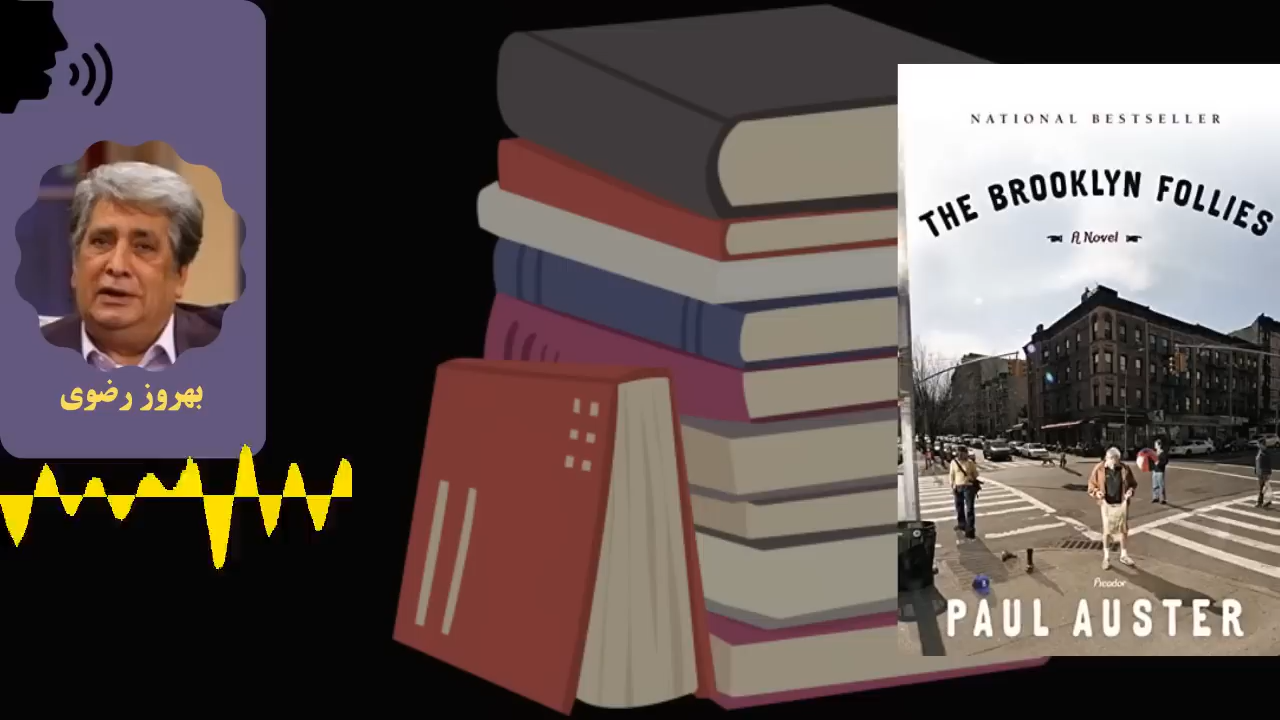 بهروز رضوی
NATIONAL BESTSELLER
THE BROOKLYN FOLLIES
A Novel
Picador
PAUL AUSTER